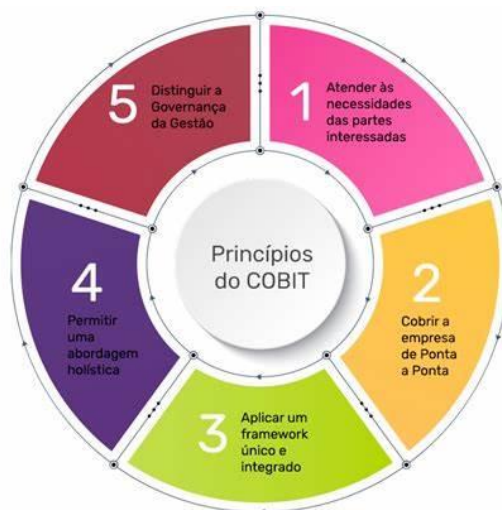 Princípios
do COBIT
1
Atender às
necessidades
das partes
interessadas
2
Cobrir a
empresa
de Ponta
a Ponta
3
Aplicar um
framework
único e
integrado
4
Permitir
uma
abordagem
holística
5
Distinguir a
Governança
da Gestão